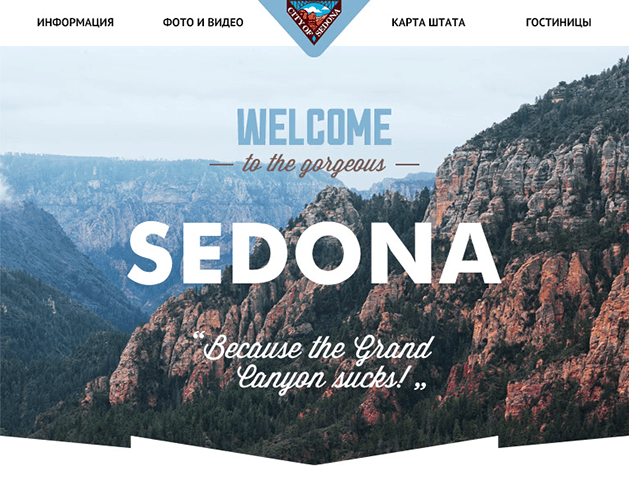 ИНФОРМАЦИЯ ФОТО И ВИДЕО КАРТА ШТАТА ГОСТИНИЦЫ
CITY OF SEDONA
WELCOME
to the gorgeous
SEDONA
“Because the Grand
Canyon sucks!„